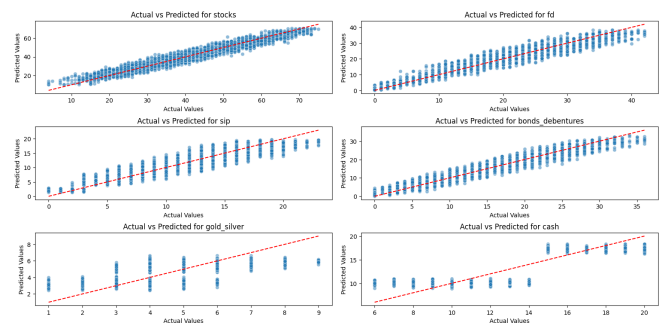 Actual vs Predicted for stocks
Predicted Values
60
40
20
10 20 30 40 50 60 70
Actual Values
Actual vs Predicted for fd
Predicted Values
40
30
20
10
0
0 10 20 30 40
Actual Values
Actual vs Predicted for sip
Predicted Values
20
15
10
5
0
0 5 10 15 20
Actual Values
Actual vs Predicted for bonds_debentures
Predicted Values
30
20
10
0
0 5 10 15 20 25 30 35
Actual Values
Actual vs Predicted for gold_silver
Predicted Values
8
6
4
2
1 2 3 4 5 6 7 8 9
Actual Values
Actual vs Predicted for cash
Predicted Values
20
15
10
6 8 10 12 14 16 18 20
Actual Values